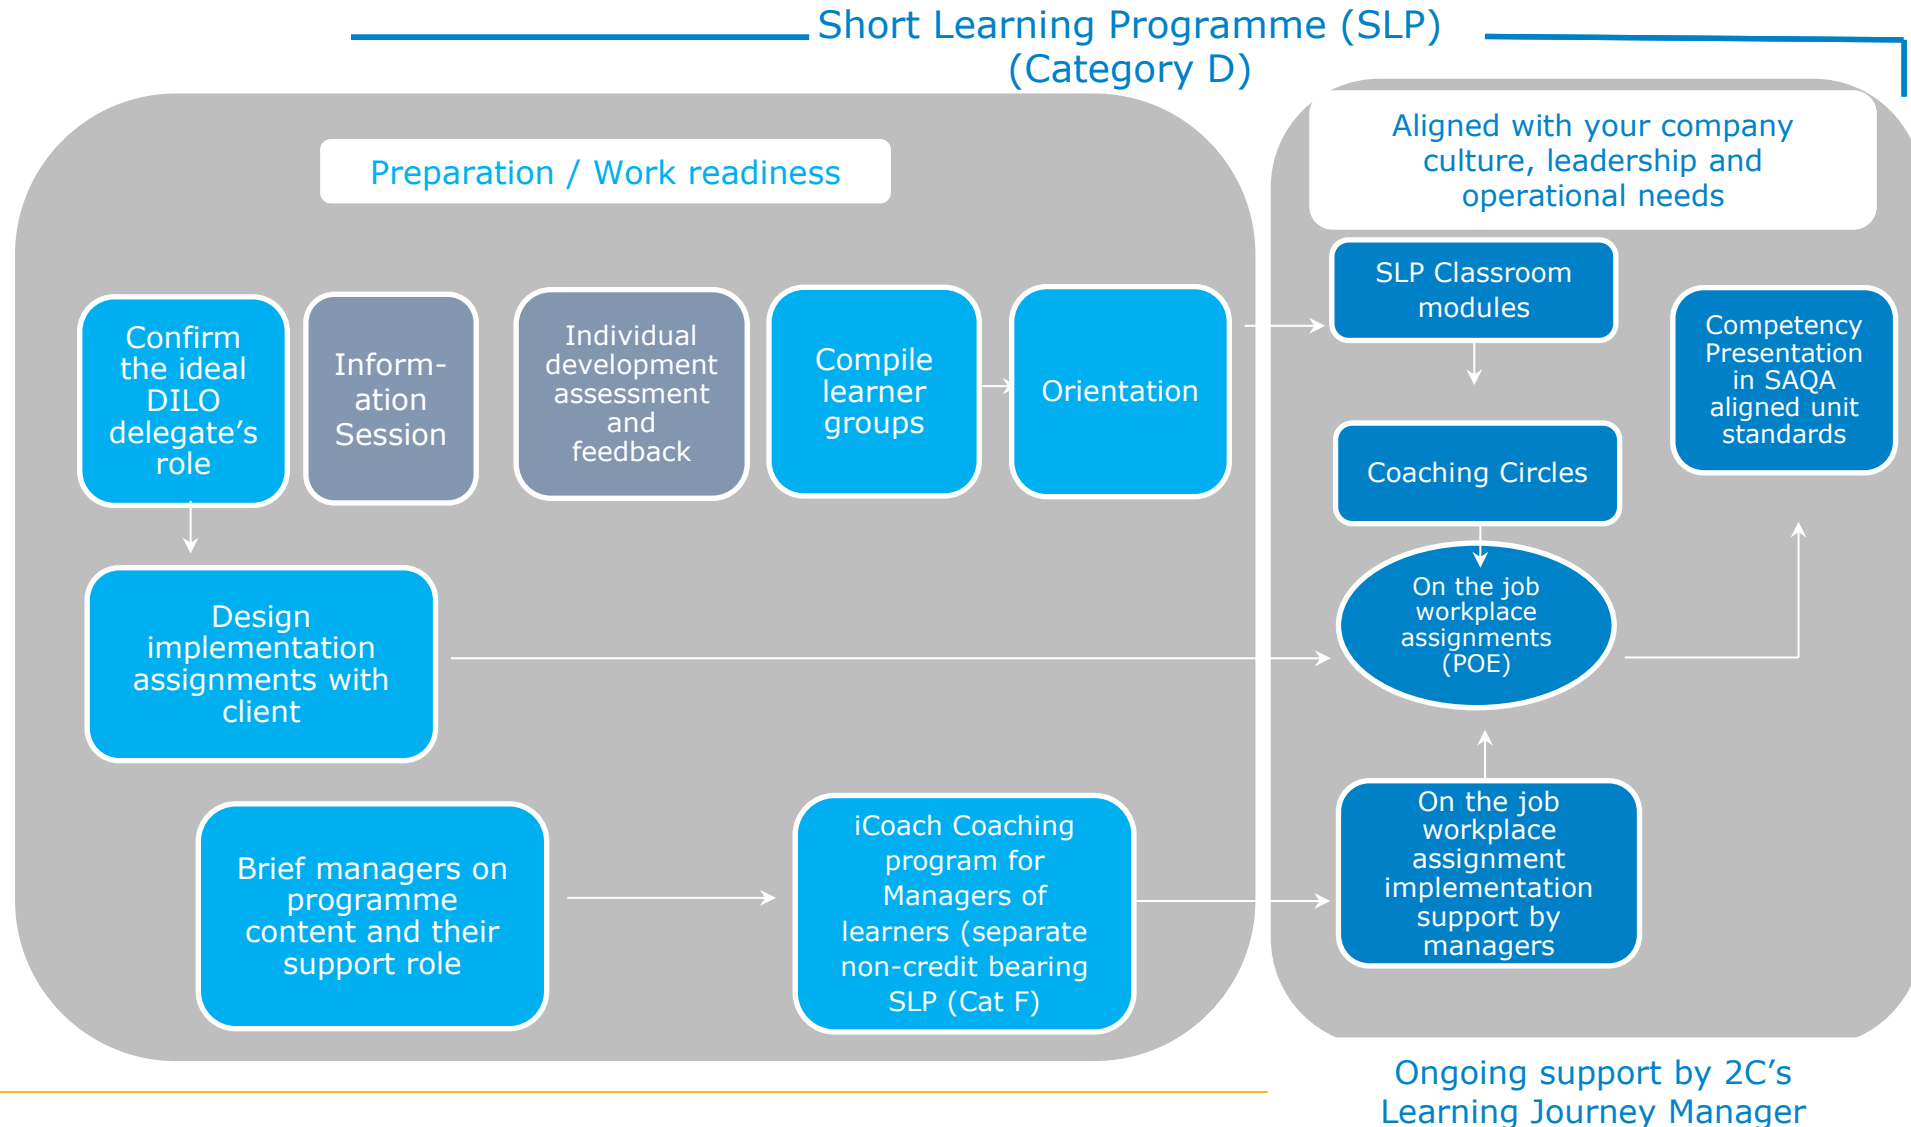 Short Learning Programme (SLP)
(Category D)
Preparation / Work readiness
Aligned with your company
culture, leadership and
operational needs
Confirm
the ideal
DILO
delegate’s
role
Inform-
ation
Session
Individual
development
assessment
and
feedback
Compile
learner
groups
Orientation
SLP Classroom
modules
Competency
Presentation
in SAQA
aligned unit
standards
Coaching Circles
Design
implementation
assignments with
client
On the job
workplace
assignments
(POE)
Brief managers on
programme
content and their
support role
iCoach Coaching
program for
Managers of
learners (separate
non-credit bearing
SLP (Cat F)
On the job
workplace
assignment
implementation
support by
managers
Ongoing support by 2C’s
Learning Journey Manager